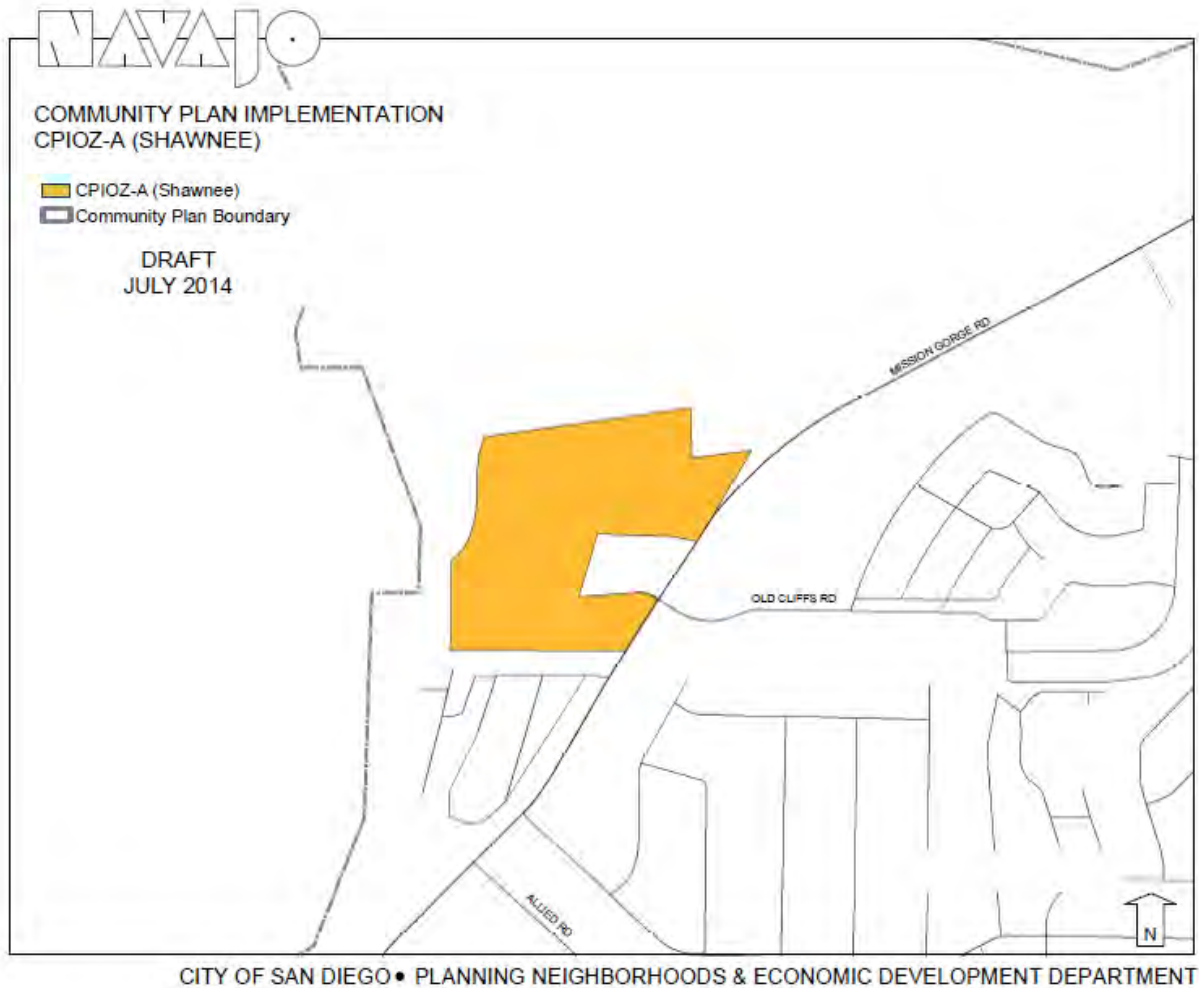 NAVAJO
COMMUNITY PLAN IMPLEMENTATION
CPIOZ-A (SHAWNEE)
CPIOZ-A (Shawnee)
Community Plan Boundary
DRAFT
JULY 2014
MISSION GORGE RD
OLD CLIFFS RD
ALLIED RD
N
CITY OF SAN DIEGO • PLANNING NEIGHBORHOODS & ECONOMIC DEVELOPMENT DEPARTMENT